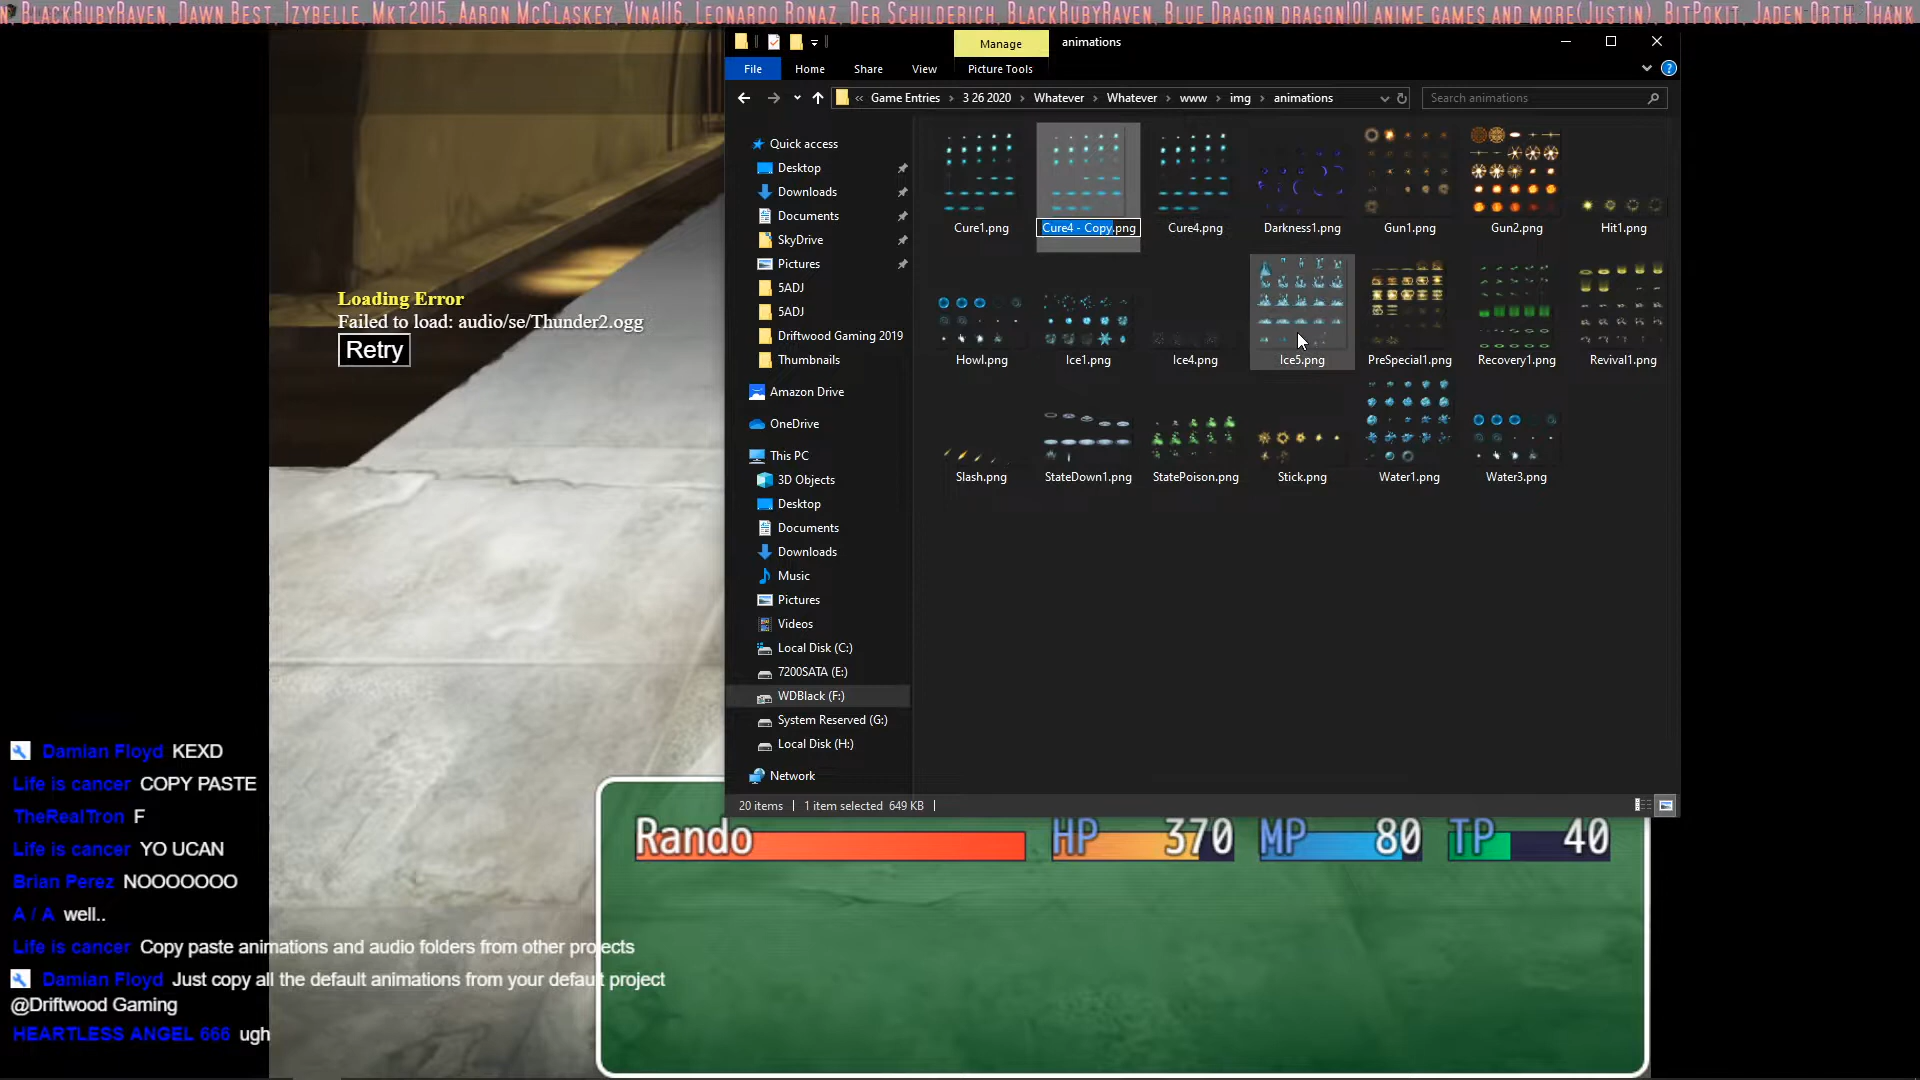 BlackRubyRaven, Dawn Best, Izybelle, Mkt2015, Aaron McClaskey, Vina116, Leonardo Bonaz, Der Schilderich, BlackRubyRaven, Blue Dragon dragon101 anime games and more(Justin), BitPokit, Jaden Orth, Thank
Manage
animations
File
Home
Share
View
Picture Tools
« Game Entries > 3 26 2020 > Whatever > Whatever > www > img > animations
Search animations
Quick access
Desktop
Downloads
Documents
SkyDrive
Pictures
5ADJ
5ADJ
Driftwood Gaming 2019
Thumbnails
Amazon Drive
OneDrive
This PC
3D Objects
Desktop
Documents
Downloads
Music
Pictures
Videos
Local Disk (C:)
7200SATA (E:)
WDBlack (F:)
System Reserved (G:)
Local Disk (H:)
Network
Cure1.png
Cure4 - Copy.png
Cure4.png
Darkness1.png
Gun1.png
Gun2.png
Hit1.png
Howl.png
Ice1.png
Ice4.png
Ice5.png
PreSpecial1.png
Recovery1.png
Revival1.png
Slash.png
StateDown1.png
StatePoison.png
Stick.png
Water1.png
Water3.png
20 items
1 item selected 649 KB
Loading Error
Failed to load: audio/se/Thunder2.ogg
Retry
Damian Floyd KEXD
Life is cancer COPY PASTE
TheRealTron F
Life is cancer YO UCAN
Brian Perez NOOOOOOO
A / A well..
Life is cancer Copy paste animations and audio folders from other projects
Damian Floyd Just copy all the default animations from your default project
@Driftwood Gaming
HEARTLESS ANGEL 666 ugh
Rando
HP 370
MP 80
TP 40